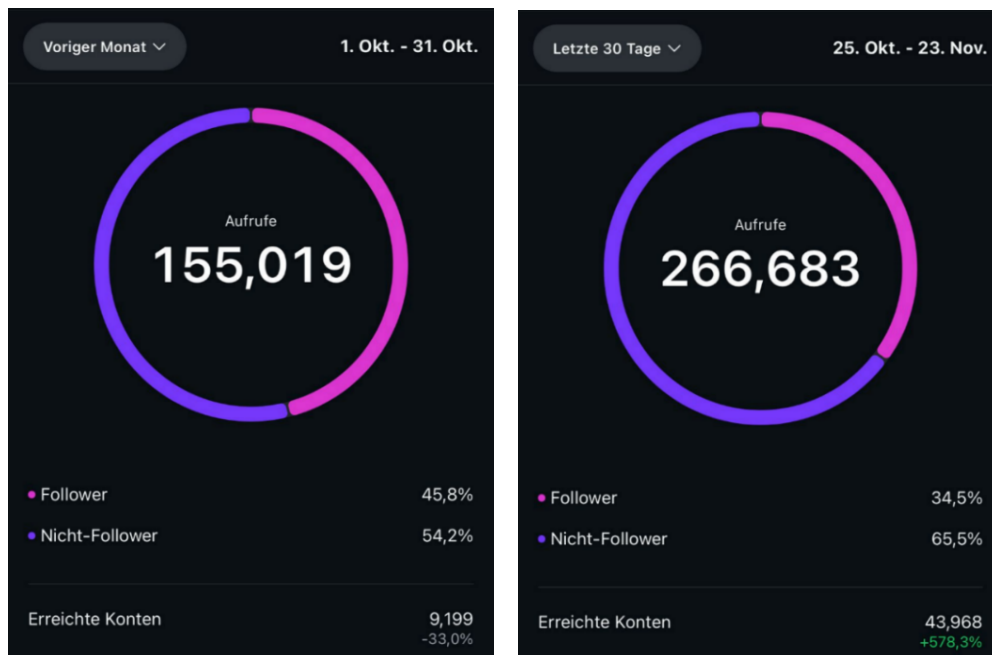 Voriger Monat
1. Okt. - 31. Okt.
Aufrufe
155,019
Follower
45,8%
Nicht-Follower
54,2%
Erreichte Konten
9,199
-33,0%
Letzte 30 Tage
25. Okt. - 23. Nov.
Aufrufe
266,683
Follower
34,5%
Nicht-Follower
65,5%
Erreichte Konten
43,968
+578,3%